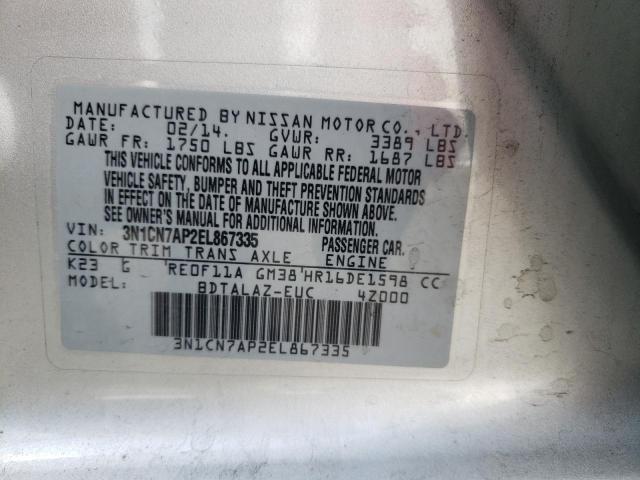 MANUFACTURED BY NISSAN MOTOR CO., LTD.
DATE: 02/14. GVWR: 3389 LBS
GAWR FR: 1750 LBS GAWR RR: 1687 LBS
THIS VEHICLE CONFORMS TO ALL APPLICABLE FEDERAL MOTOR
VEHICLE SAFETY, BUMPER AND THEFT PREVENTION STANDARDS
IN EFFECT ON THE DATE OF MANUFACTURE SHOWN ABOVE.
SEE OWNER'S MANUAL FOR ADDITIONAL INFORMATION.
VIN: 3N1CN7AP2EL867335 PASSENGER CAR.
COLOR TRIM TRANS AXLE ENGINE
K23 G RE0F11A GM38 HR16DE1598 CC
MODEL: BDTALAZ-EUC 4Z000
3N1CN7AP2EL867335